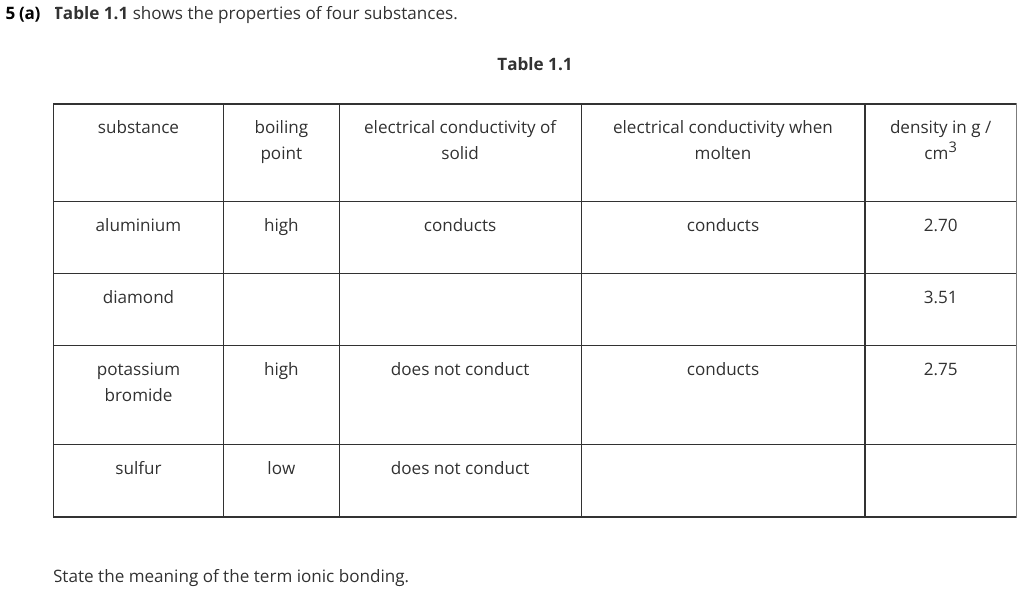 5 (a) Table 1.1 shows the properties of four substances.
Table 1.1
substance boiling point electrical conductivity of solid electrical conductivity when molten density in g / cm³
aluminium high conducts conducts 2.70
diamond 3.51
potassium bromide high does not conduct conducts 2.75
sulfur low does not conduct
State the meaning of the term ionic bonding.